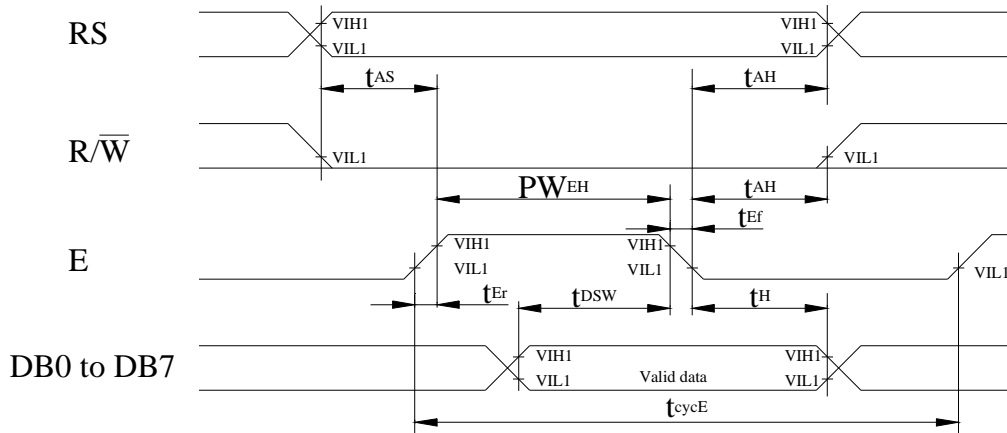 RS
VIH1
VIL1
VIH1
VIL1
tAS
tAH
R/W̅
VIL1
VIL1
PWEH
tAH
tEf
E
VIH1
VIL1
VIH1
VIL1
VIL1
tEr
tDSW
tH
DB0 to DB7
VIH1
VIL1
Valid data
VIH1
VIL1
tcycE